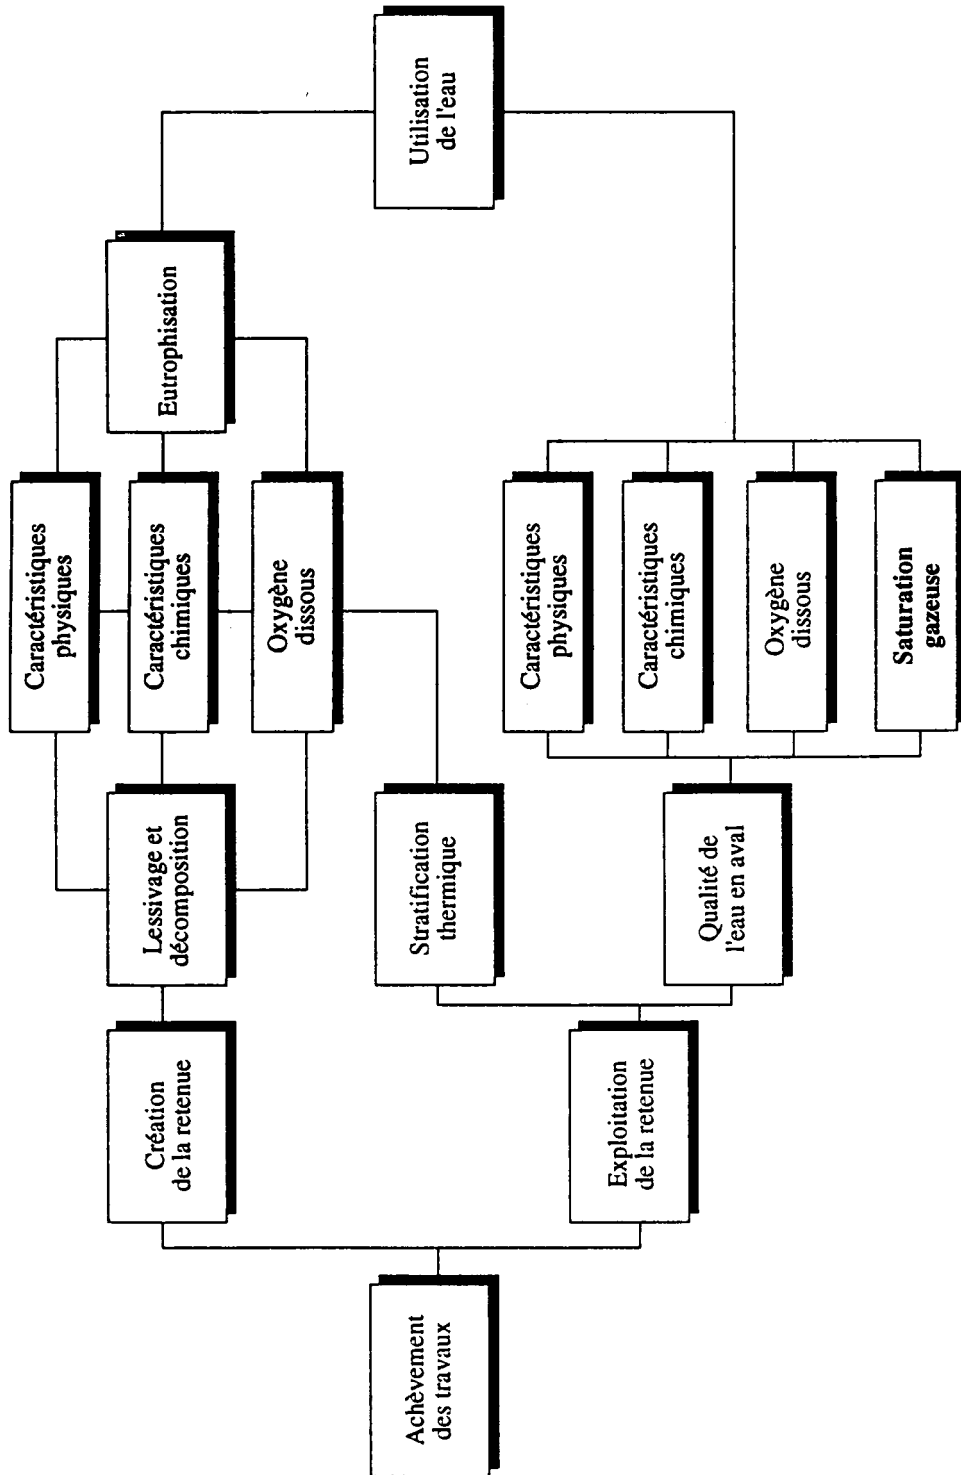 Achèvement
des travaux
Création
de la retenue
Exploitation
de la retenue
Lessivage et
décomposition
Stratification
thermique
Qualité de
l'eau en aval
Caractéristiques
physiques
Caractéristiques
chimiques
Oxygène
dissous
Caractéristiques
physiques
Caractéristiques
chimiques
Oxygène
dissous
Saturation
gazeuse
Eutrophisation
Utilisation
de l'eau